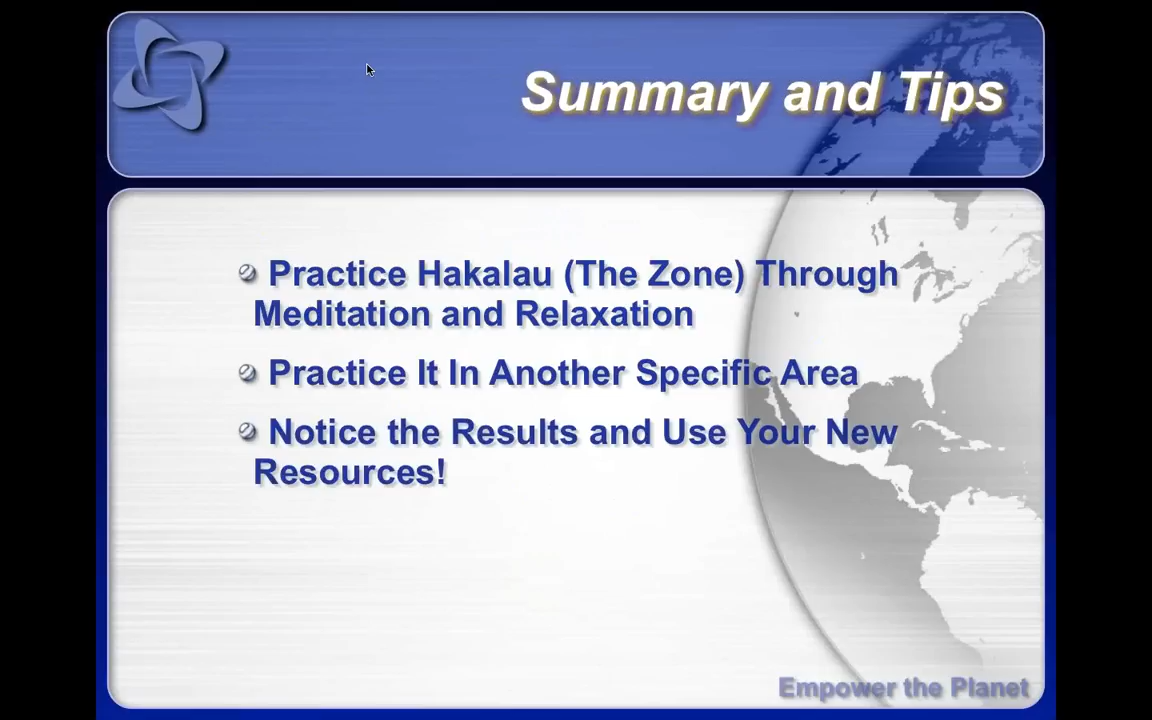 Summary and Tips
Practice Hakalau (The Zone) Through
Meditation and Relaxation
Practice It In Another Specific Area
Notice the Results and Use Your New
Resources!
Empower the Planet